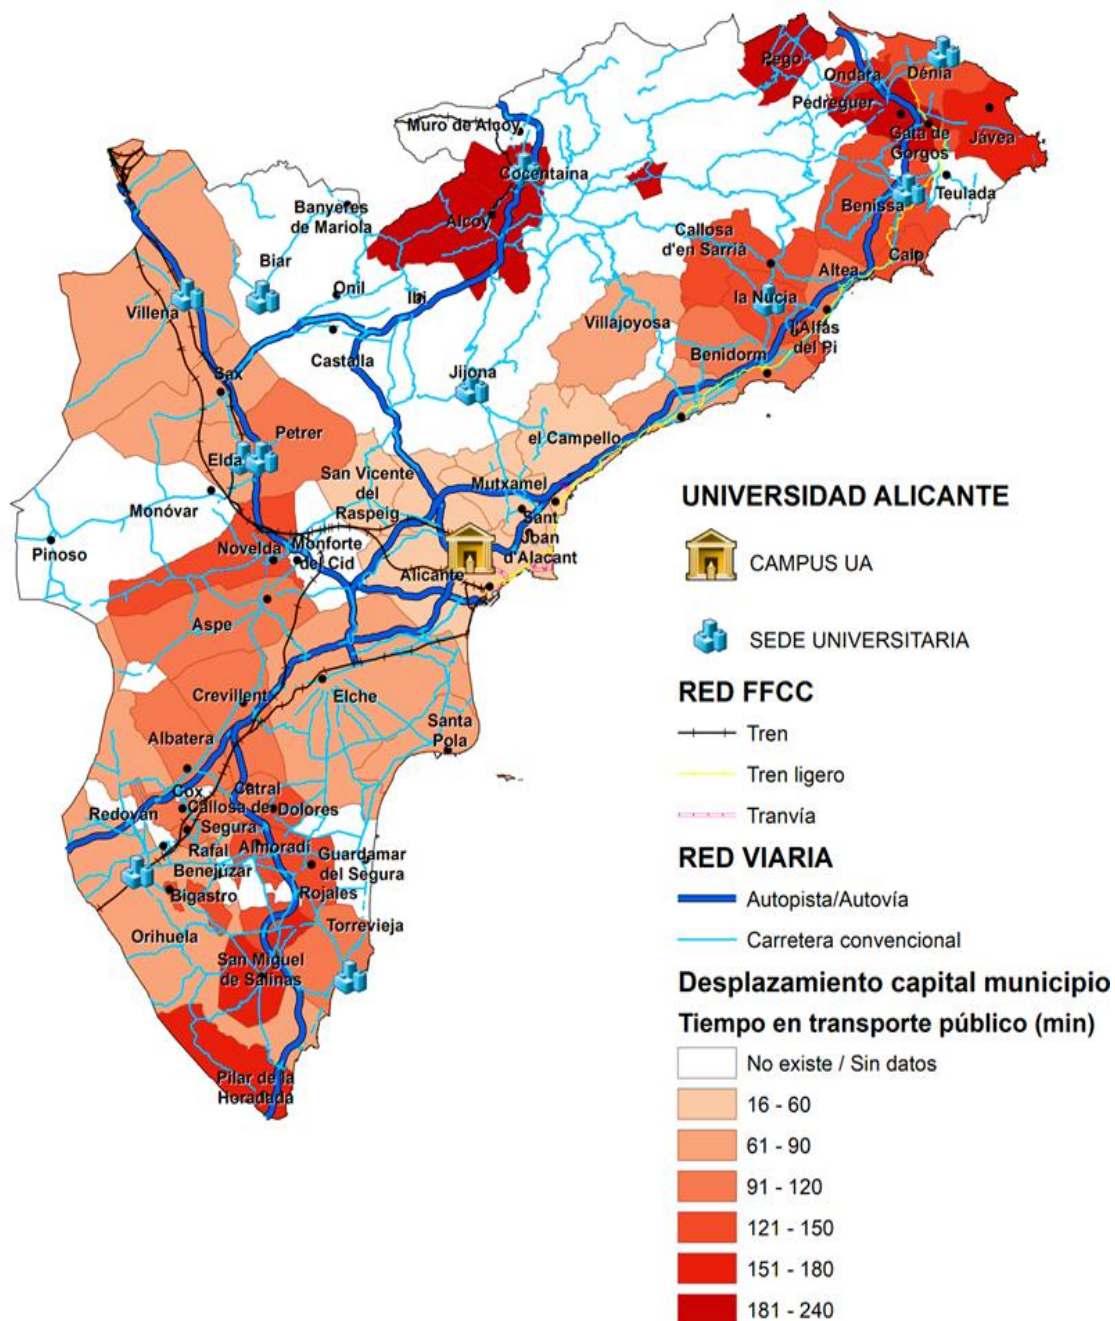 Pego
Ondara
Dénia
Pedreguer
Gata de
Gorgos
Jávea
Muro de Alcoy
Cocentaina
Teulada
Benissa
Banyeres
de Mariola
Alcoy
Callosa
d'en Sarrià
Biar
Calp
Altea
Onil
Ibi
la Nucia
Villena
Villajoyosa
l'Alfàs
del Pi
Castalla
Benidorm
Jijona
Sax
Petrer
el Campello
Elda
San Vicente
del
Raspeig
Mutxamel
Monóvar
Sant
Joan
d'Alacant
Pinoso
Novelda
Monforte
del Cid
Alicante
Aspe
Crevillent
Elche
Santa
Pola
Albatera
Catral
Cox
Redován
Callosa de
Segura
Dolores
Rafal
Almoradí
Guardamar
del Segura
Benejúzar
Bigastro
Rojales
Orihuela
Torrevieja
San Miguel
de Salinas
Pilar de la
Horadada
UNIVERSIDAD ALICANTE
CAMPUS UA
SEDE UNIVERSITARIA
RED FFCC
Tren
Tren ligero
Tranvía
RED VIARIA
Autopista/Autovía
Carretera convencional
Desplazamiento capital municipio
Tiempo en transporte público (min)
No existe / Sin datos
16 - 60
61 - 90
91 - 120
121 - 150
151 - 180
181 - 240